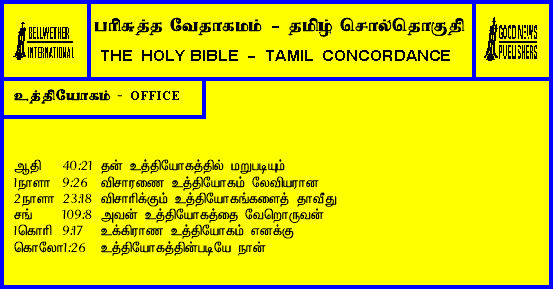 BELLWETHER
INTERNATIONAL
பரிசுத்த வேதாகமம் - தமிழ் சொல்தொகுதி
THE HOLY BIBLE - TAMIL CONCORDANCE
GOOD NEWS
PUBLISHERS
உத்தியோகம் - OFFICE
ஆதி 40:21 தன் உத்தியோகத்தில் மறுபடியும்
1நாளா 9:26 விசாரணை உத்தியோகம் லேவியரான
2நாளா 23:18 விசாரிக்கும் உத்தியோகங்களைத் தாவீது
சங் 109:8 அவன் உத்தியோகத்தை வேறொருவன்
1கொரி 9:17 உக்கிராண உத்தியோகம் எனக்கு
கொலோ1:26 உத்தியோகத்தின்படியே நான்